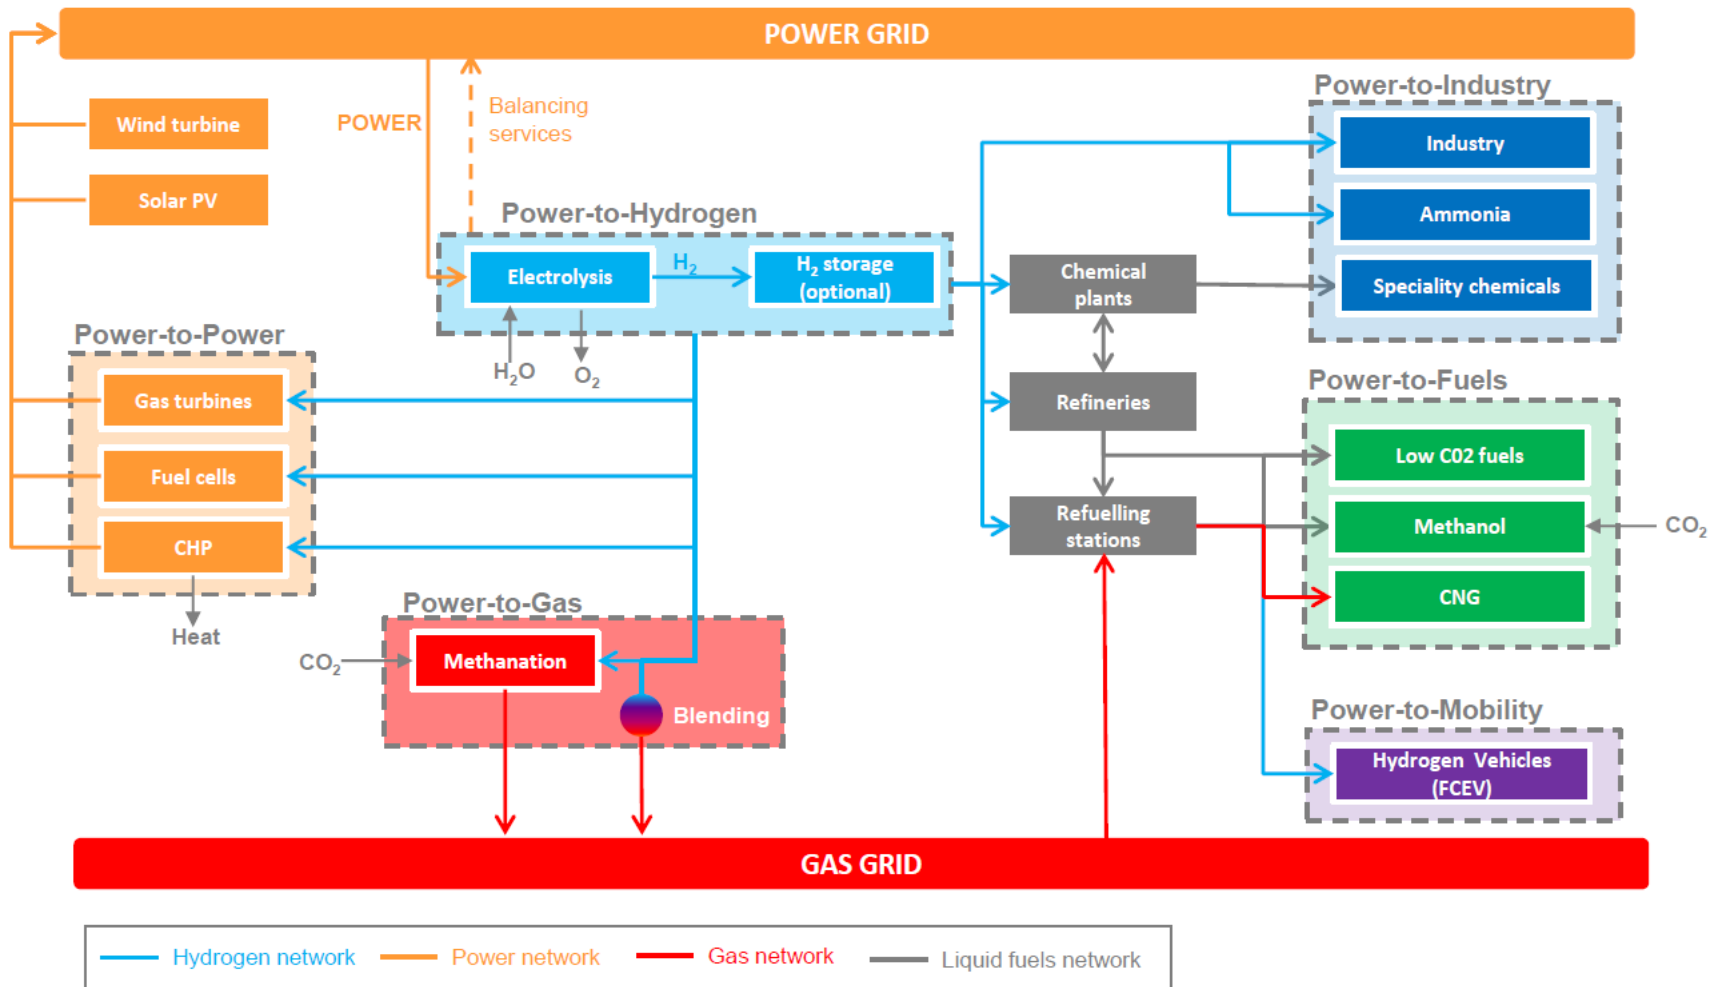 POWER GRID
Power-to-Industry
Wind turbine
POWER
Balancing
services
Industry
Solar PV
Power-to-Hydrogen
Ammonia
Electrolysis
H2
H2 storage
(optional)
Chemical
plants
Speciality chemicals
Power-to-Power
H2O
O2
Gas turbines
Refineries
Power-to-Fuels
Fuel cells
Low C02 fuels
CHP
Refuelling
stations
Methanol
CO2
Heat
Power-to-Gas
CNG
CO2
Methanation
Blending
Power-to-Mobility
Hydrogen Vehicles
(FCEV)
GAS GRID
Hydrogen network
Power network
Gas network
Liquid fuels network